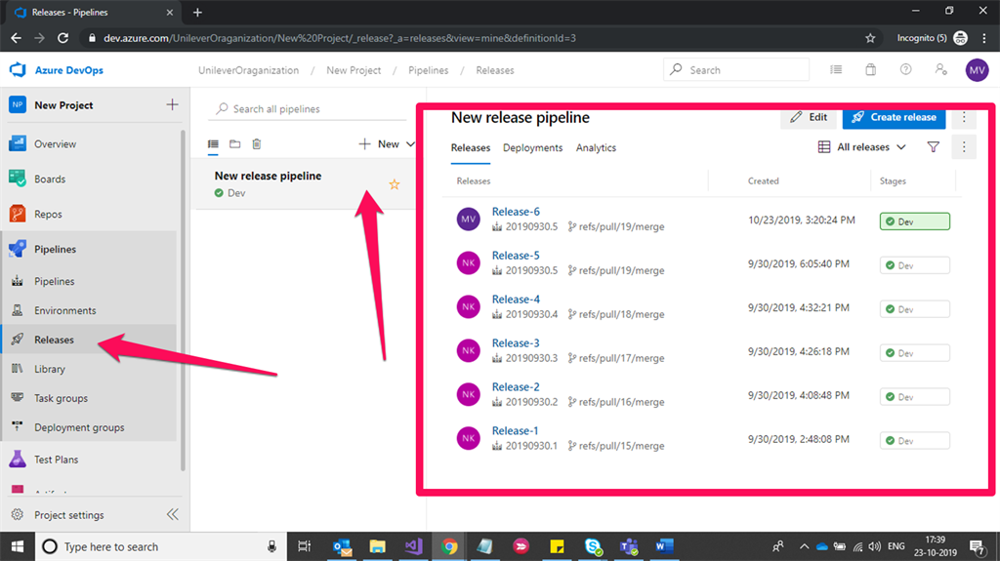 Releases - Pipelines
dev.azure.com/UnileverOraganization/New%20Project/_release?_a=releases&view=mine&definitionId=3
Incognito (5)
Azure DevOps
UnileverOraganization / New Project / Pipelines / Releases
Search
MV
NP New Project
Overview
Boards
Repos
Pipelines
Pipelines
Environments
Releases
Library
Task groups
Deployment groups
Test Plans
Project settings
Search all pipelines
New
New release pipeline
Dev
New release pipeline
Edit
Create release
Releases Deployments Analytics
All releases
Releases Created Stages
MV Release-6 10/23/2019, 3:20:24 PM Dev
20190930.5 refs/pull/19/merge
NK Release-5 9/30/2019, 6:05:40 PM Dev
20190930.5 refs/pull/19/merge
NK Release-4 9/30/2019, 4:32:21 PM Dev
20190930.4 refs/pull/18/merge
NK Release-3 9/30/2019, 4:26:18 PM Dev
20190930.3 refs/pull/17/merge
NK Release-2 9/30/2019, 4:08:48 PM Dev
20190930.2 refs/pull/16/merge
NK Release-1 9/30/2019, 2:48:08 PM Dev
20190930.1 refs/pull/15/merge
Type here to search
ENG
17:39
23-10-2019
7